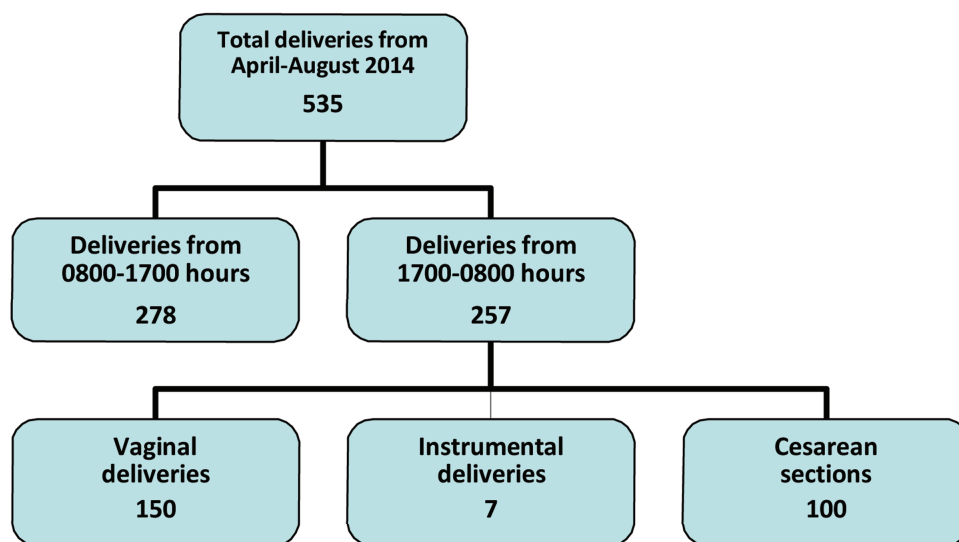 Total deliveries from
April-August 2014
535
Deliveries from
0800-1700 hours
278
Deliveries from
1700-0800 hours
257
Vaginal
deliveries
150
Instrumental
deliveries
7
Cesarean
sections
100